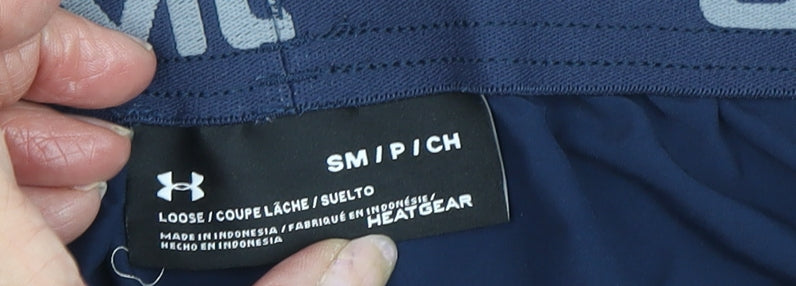 SM / P / CH
LOOSE / COUPE LÂCHE / SUELTO
MADE IN INDONESIA / FABRIQUÉ EN INDONÉSIE /
HECHO EN INDONESIA
HEATGEAR